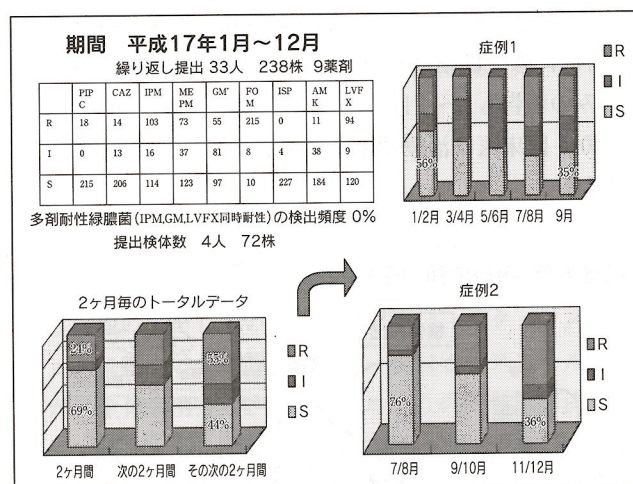 期間 平成17年1月~12月
繰り返し提出 33人 238株 9薬剤
PIPC CAZ IPM MEPM GM FOM ISP AMK LVFX
R 18 14 103 73 55 215 0 11 94
I 0 13 16 37 81 8 4 38 9
S 215 206 114 123 97 10 227 184 120
多剤耐性緑膿菌(IPM,GM,LVFX同時耐性)の検出頻度 0%
提出検体数 4人 72株
症例1
R
I
S
56%
35%
1/2月 3/4月 5/6月 7/8月 9月
2ヶ月毎のトータルデータ
24%
69%
55%
44%
R
I
S
2ヶ月間 次の2ヶ月間 その次の2ヶ月間
症例2
76%
36%
R
I
S
7/8月 9/10月 11/12月